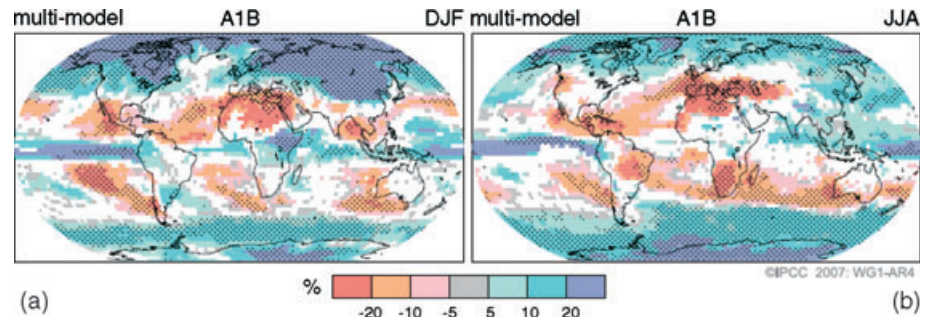 multi-model A1B DJF
multi-model A1B JJA
©IPCC 2007: WG1-AR4
(a) % (b)
-20 -10 -5 5 10 20